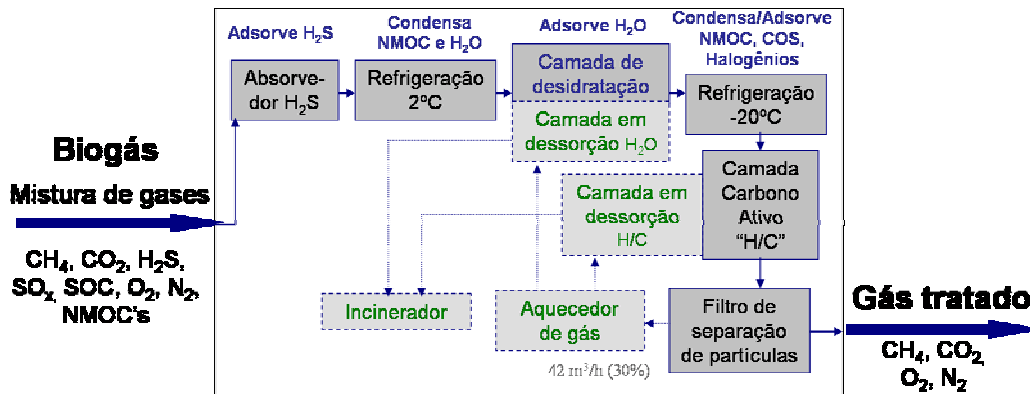 Adsorve H₂S
Condensa
NMOC e H₂O
Adsorve H₂O
Condensa/Adsorve
NMOC, COS,
Halogênios
Absorve-
dor H₂S
Refrigeração
2ºC
Camada de
desidratação
Refrigeração
-20ºC
Camada em
dessorção H₂O
Biogás
Mistura de gases
CH₄, CO₂, H₂S,
SOₓ, SOC, O₂, N₂,
NMOC's
Camada em
dessorção
H/C
Camada
Carbono
Ativo
“H/C”
Incinerador
Aquecedor
de gás
42 m³/h (30%)
Filtro de
separação
de particulas
Gás tratado
CH₄, CO₂,
O₂, N₂